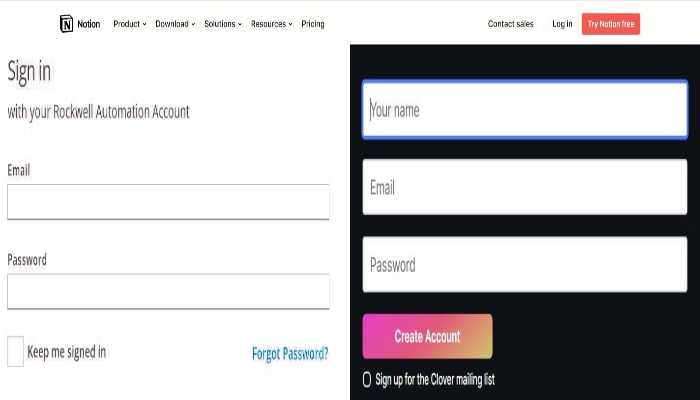 Notion Product Download Solutions Resources Pricing Contact sales Log in Try Notion free
Sign in
with your Rockwell Automation Account
Email
Password
Keep me signed in Forgot Password?
Your name
Email
Password
Create Account
Sign up for the Clover mailing list